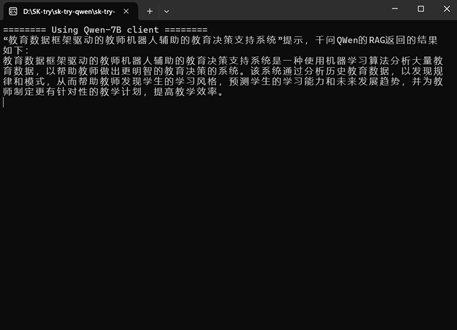 D:\SK-try\sk-try-qwen\sk-try-
======== Using Qwen-7B client ========
“教育数据框架驱动的教师机器人辅助的教育决策支持系统”提示，千问QWen的RAG返回的结果
如下：
教育数据框架驱动的教师机器人辅助的教育决策支持系统是一种使用机器学习算法分析大量教
育数据，以帮助教师做出更明智的教育决策的系统。该系统通过分析历史教育数据，以发现规
律和模式，从而帮助教师发现学生的学习风格，预测学生的学习能力和未来发展趋势，并为教
师制定更有针对性的教学计划，提高教学效率。